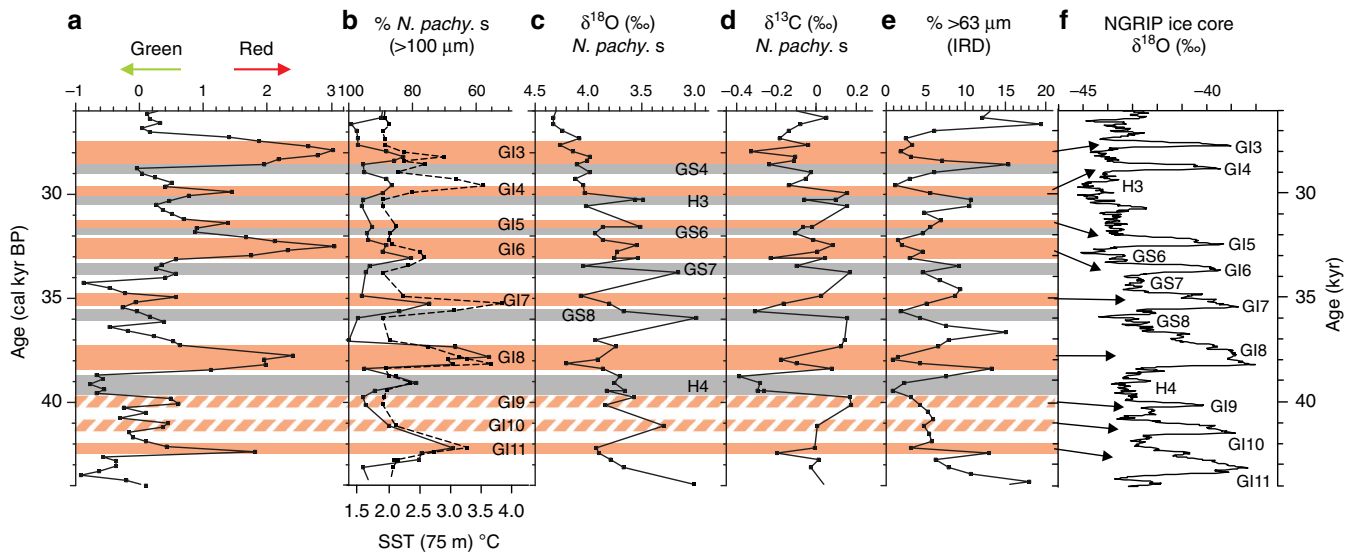 a
Green
Red
−1
0
1
2
3
b
% N. pachy. s
(>100 μm)
100
80
60
c
δ18O (‰)
N. pachy. s
4.5
4.0
3.5
3.0
d
δ13C (‰)
N. pachy. s
−0.4
−0.2
0
0.2
e
% >63 μm
(IRD)
0
5
10
15
20
f
NGRIP ice core
δ18O (‰)
−45
−40
Age (cal kyr BP)
30
35
40
GI3
GS4
GI4
H3
GI5
GS6
GI6
GS7
GI7
GS8
GI8
H4
GI9
GI10
GI11
1.5
2.0
2.5
3.0
3.5
4.0
SST (75 m) °C
GI3
GI4
H3
GI5
GS6
GI6
GS7
GI7
GS8
GI8
H4
GI9
GI10
GI11
30
35
40
Age (kyr)